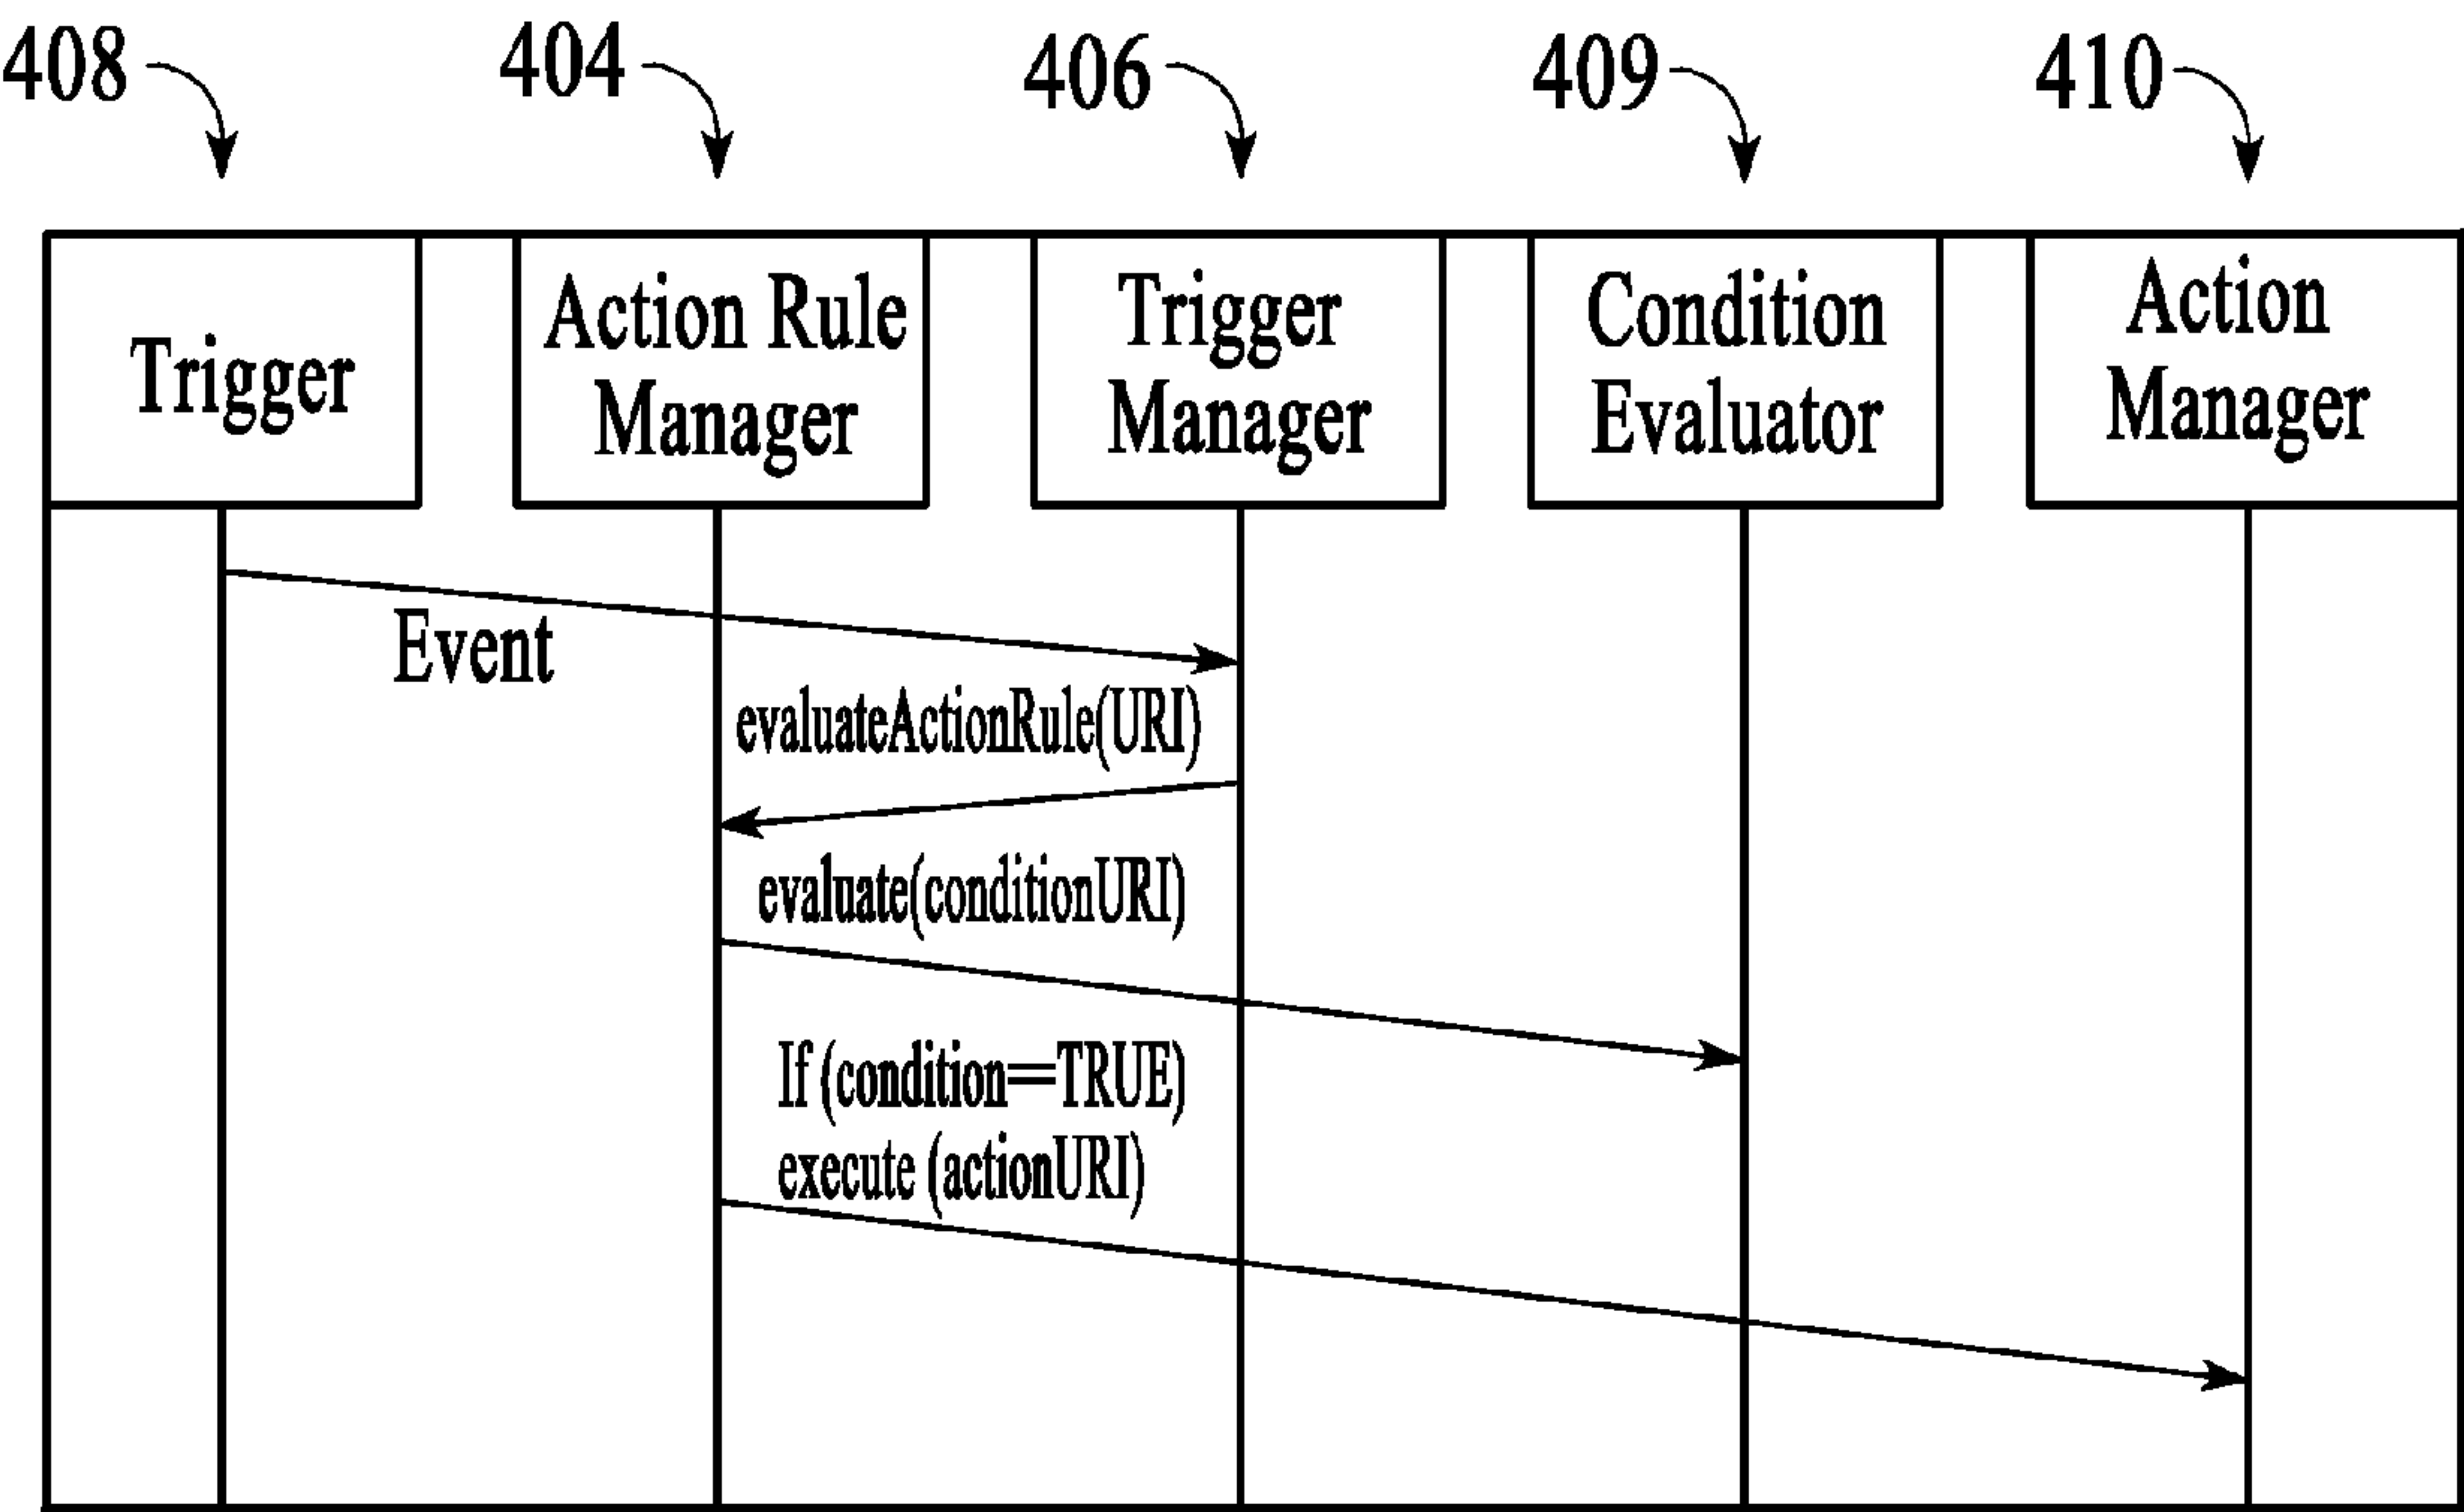 408
404
406
409
410
Trigger
Action Rule
Manager
Trigger
Manager
Condition
Evaluator
Action
Manager
Event
evaluateActionRule(URI)
evaluate(conditionURI)
If (condition==TRUE)
execute (actionURI)